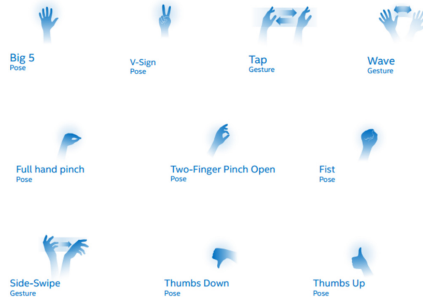 Big 5
Pose
V-Sign
Pose
Tap
Gesture
Wave
Gesture
Full hand pinch
Pose
Two-Finger Pinch Open
Pose
Fist
Pose
Side-Swipe
Gesture
Thumbs Down
Pose
Thumbs Up
Pose